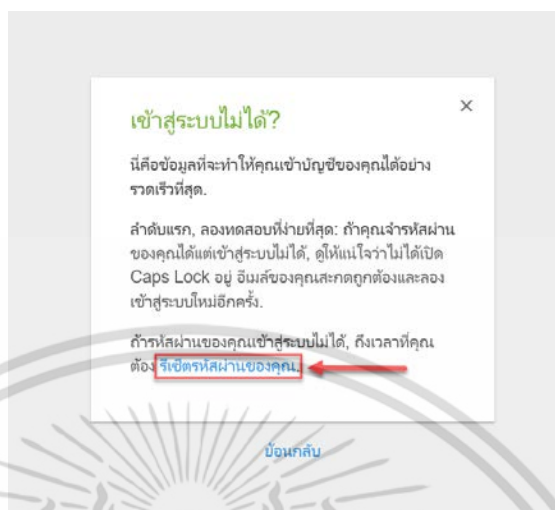 เข้าสู่ระบบไม่ได้?
นี่คือข้อมูลที่จะทำให้คุณเข้าบัญชีของคุณได้อย่าง
รวดเร็วที่สุด.
ลำดับแรก, ลองทดสอบที่ง่ายที่สุด: ถ้าคุณจำรหัสผ่าน
ของคุณได้แต่เข้าสู่ระบบไม่ได้, ดูให้แน่ใจว่าไม่ได้เปิด
Caps Lock อยู่ อีเมล์ของคุณสะกดถูกต้องและลอง
เข้าสู่ระบบใหม่อีกครั้ง.
ถ้ารหัสผ่านของคุณเข้าสู่ระบบไม่ได้, ถึงเวลาที่คุณ
ต้อง รีเซ็ตรหัสผ่านของคุณ.
ป้อนกลับ